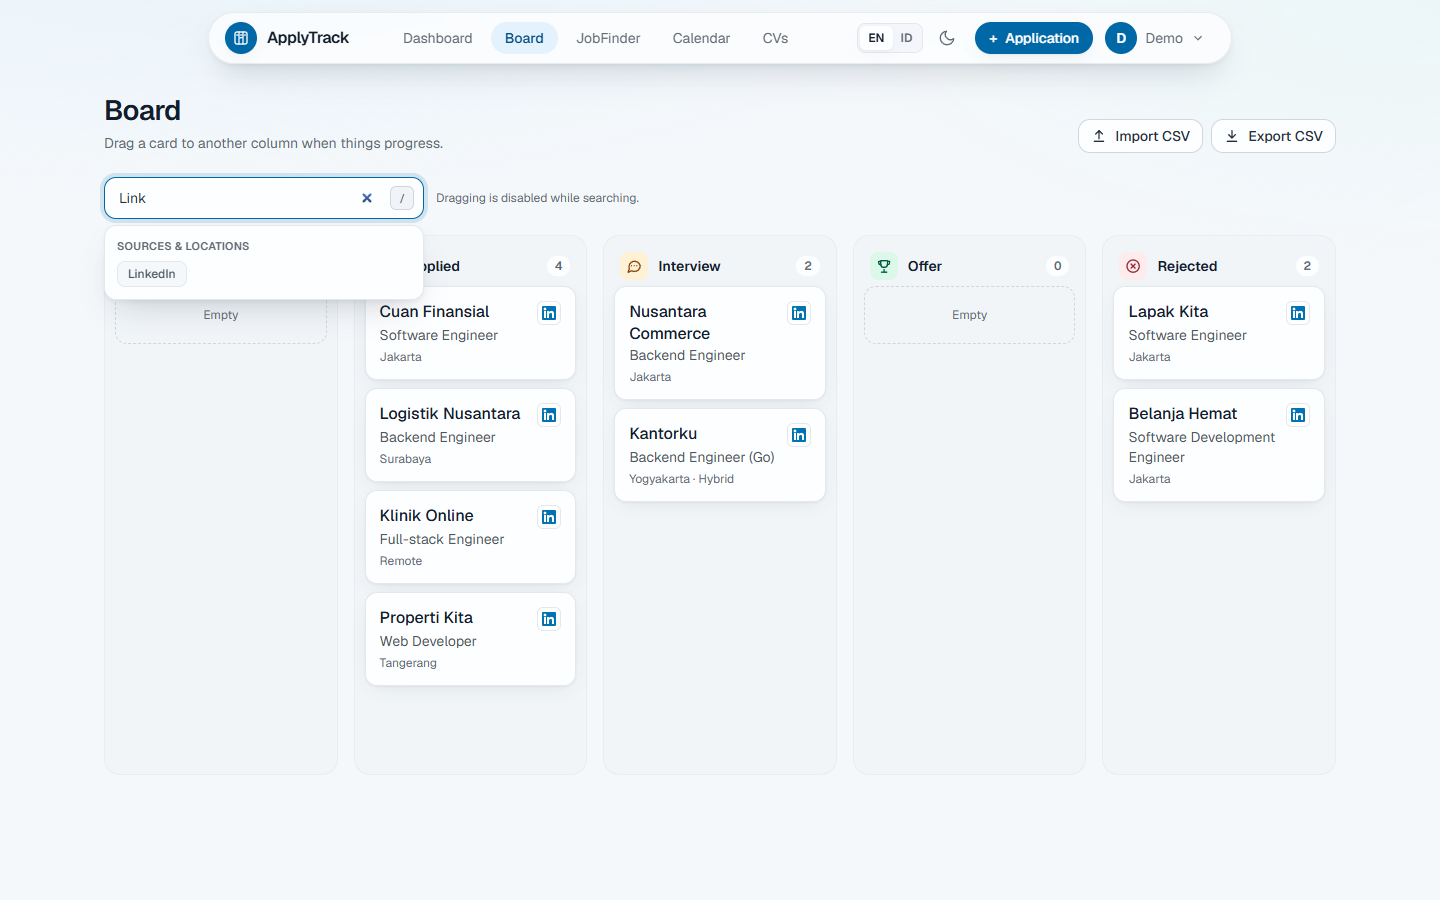 ApplyTrack
Dashboard
Board
JobFinder
Calendar
CVs
EN
ID
+ Application
D
Demo
Board
Drag a card to another column when things progress.
Import CSV
Export CSV
Link
/
Dragging is disabled while searching.
SOURCES & LOCATIONS
LinkedIn
Empty
pplied
4
Cuan Finansial
Software Engineer
Jakarta
Logistik Nusantara
Backend Engineer
Surabaya
Klinik Online
Full-stack Engineer
Remote
Properti Kita
Web Developer
Tangerang
Interview
2
Nusantara
Commerce
Backend Engineer
Jakarta
Kantorku
Backend Engineer (Go)
Yogyakarta · Hybrid
Offer
0
Empty
Rejected
2
Lapak Kita
Software Engineer
Jakarta
Belanja Hemat
Software Development
Engineer
Jakarta